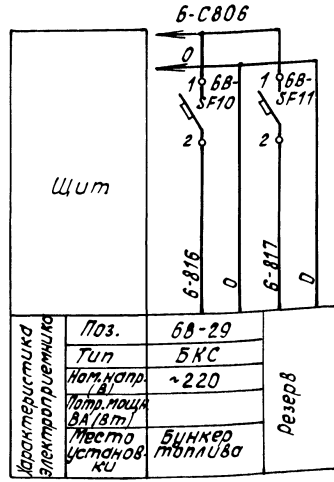 6-С806
0
1
6В-
SF10
1
6В-
SF11
2
2
Щит
6-816
0
6-817
0
Характеристика
электроприемника
Поз.
6В-29
Тип
БКС
Ном.напр.
(В)
~220
Потр.мощн.
ВА(Вт)
Место
установ-
ки
Бункер
топлива
Резерв